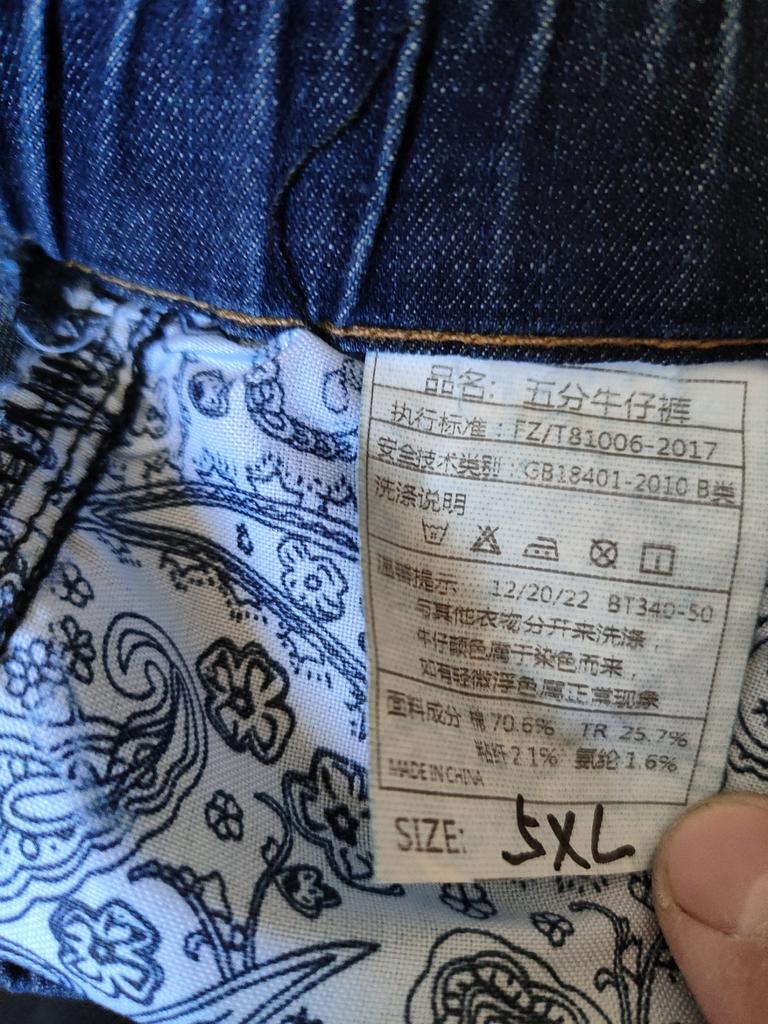 品名: 五分牛仔裤
执行标准: FZ/T81006-2017
安全技术类别: GB18401-2010 B类
洗涤说明
温馨提示 12/20/22 BT340-50
与其他衣物分开来洗涤,
牛仔颜色属于染色而来,
如有轻微浮色属正常现象
面料成分 棉70.6% TR 25.7%
粘纤2.1% 氨纶1.6%
MADE IN CHINA
SIZE: 5XL